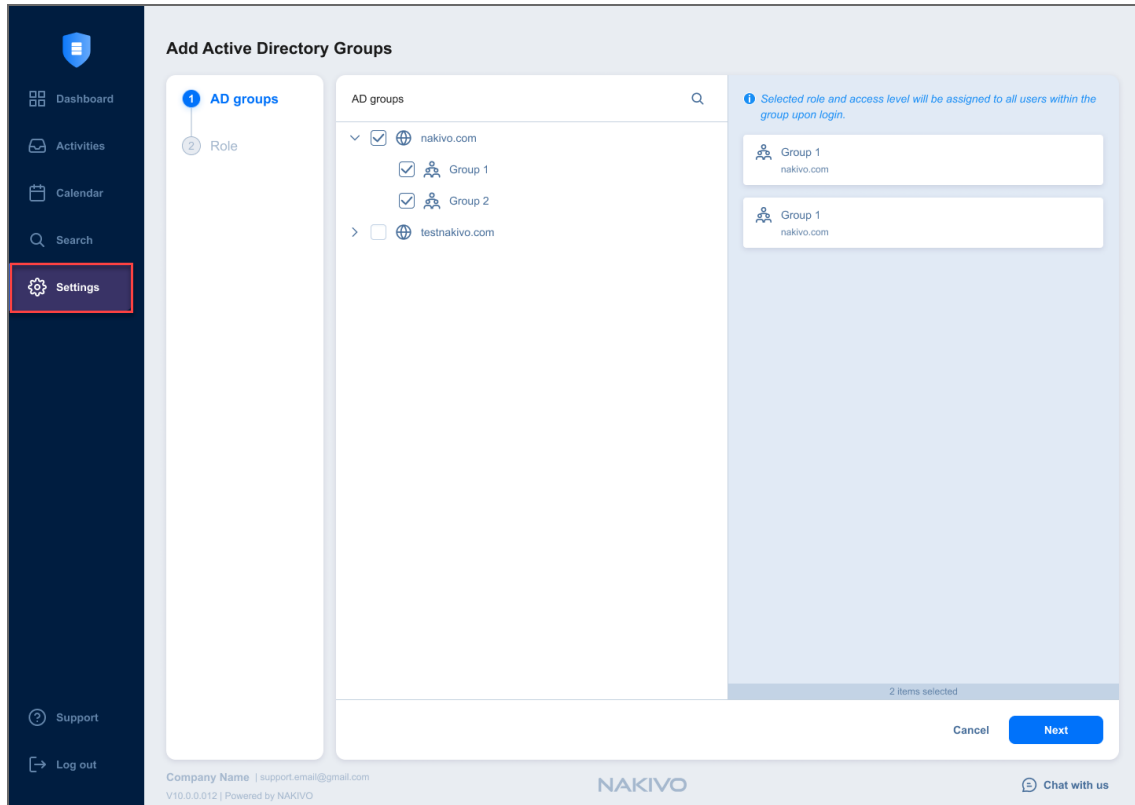 Add Active Directory Groups
Dashboard
Activities
Calendar
Search
Settings
Support
Log out
1 AD groups
2 Role
AD groups
nakivo.com
Group 1
Group 2
testnakivo.com
Selected role and access level will be assigned to all users within the
group upon login.
Group 1
nakivo.com
Group 1
nakivo.com
2 items selected
Cancel
Next
Company Name | support.email@gmail.com
V10.0.0.012 | Powered by NAKIVO
NAKIVO
Chat with us